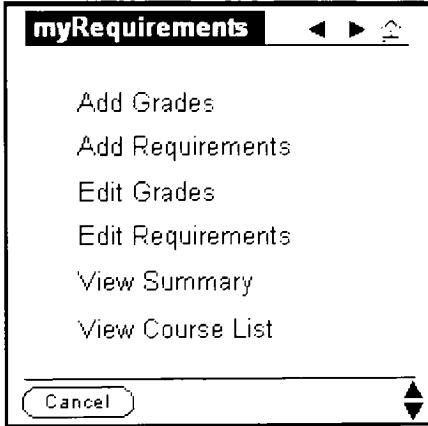 myRequirements
Add Grades
Add Requirements
Edit Grades
Edit Requirements
View Summary
View Course List
Cancel